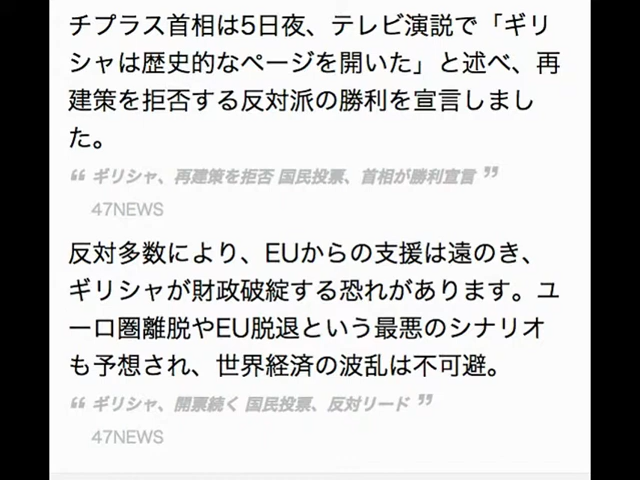 チプラス首相は5日夜、テレビ演説で「ギリ
シャは歴史的なページを開いた」と述べ、再
建策を拒否する反対派の勝利を宣言しまし
た。
“ ギリシャ、再建策を拒否 国民投票、首相が勝利宣言 ”
47NEWS
反対多数により、EUからの支援は遠のき、
ギリシャが財政破綻する恐れがあります。ユ
ーロ圏離脱やEU脱退という最悪のシナリオ
も予想され、世界経済の波乱は不可避。
“ ギリシャ、開票続く 国民投票、反対リード ”
47NEWS